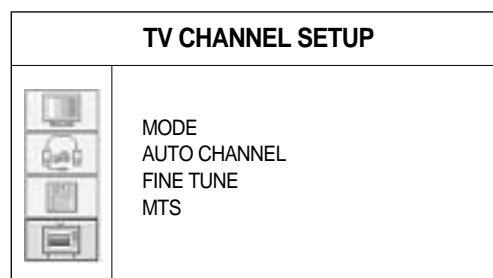 TV CHANNEL SETUP
MODE
AUTO CHANNEL
FINE TUNE
MTS